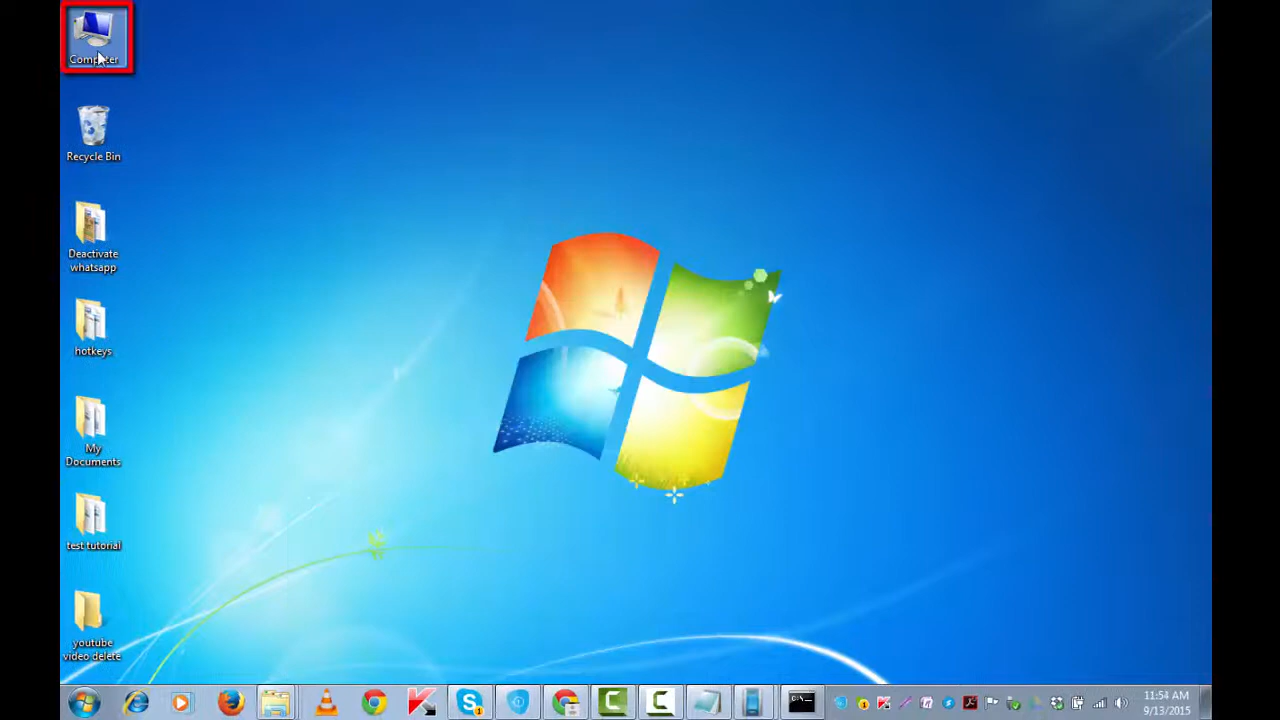 Computer
Recycle Bin
Deactivate
whatsapp
hotkeys
My
Documents
test tutorial
youtube
video delete
11:54 AM
9/13/2015